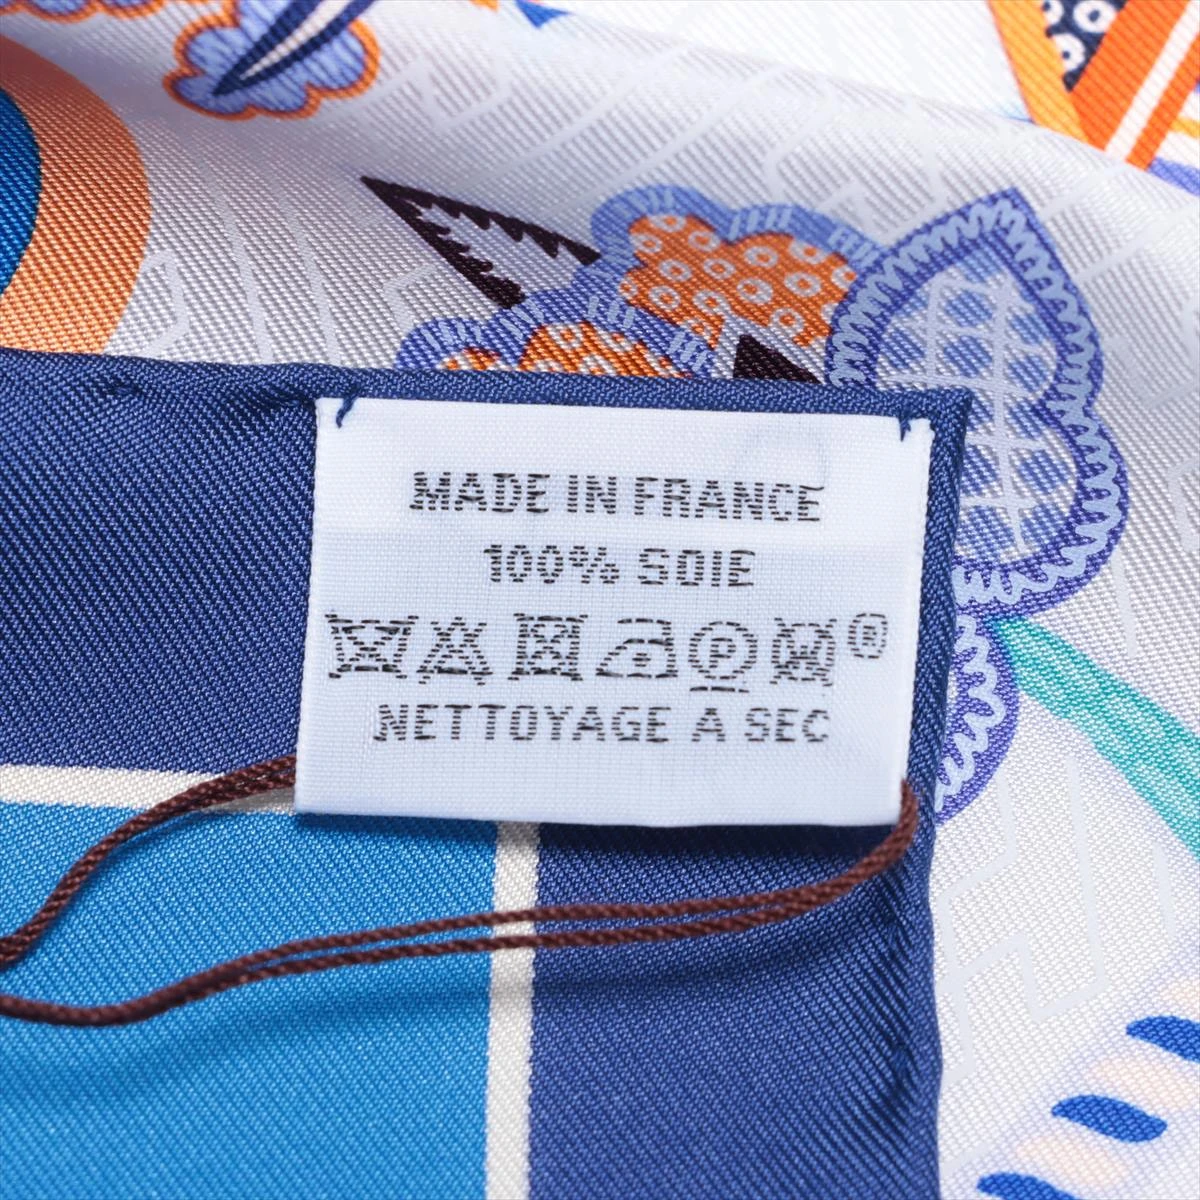 MADE IN FRANCE
100% SOIE
P W ®
NETTOYAGE A SEC